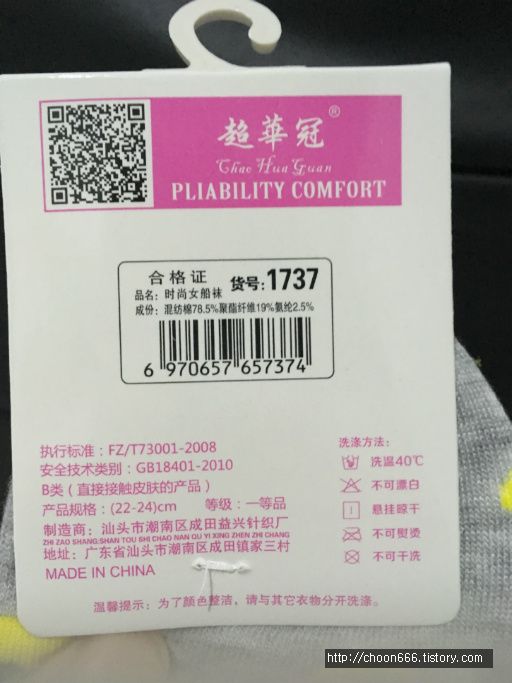 超華冠®
Chao Hua Guan
PLIABILITY COMFORT
合格证 货号:1737
品名: 时尚女船袜
成份: 混纺棉78.5%聚酯纤维19%氨纶2.5%
6 970657 657374
执行标准：FZ/T73001-2008
安全技术类别：GB18401-2010
B类（直接接触皮肤的产品）
产品规格：(22-24)cm 等级：一等品
制造商：汕头市潮南区成田益兴针织厂
ZHI ZAO SHANG:SHAN TOU SHI CHAO NAN QU YI XING ZHEN ZHI CHANG
地址：广东省汕头市潮南区成田镇家三村
MADE IN CHINA
洗涤方法：
洗温40℃
不可漂白
悬挂晾干
不可熨烫
不可干洗
温馨提示：为了颜色整洁，请与其它衣物分开洗涤。
http://choon666.tistory.com